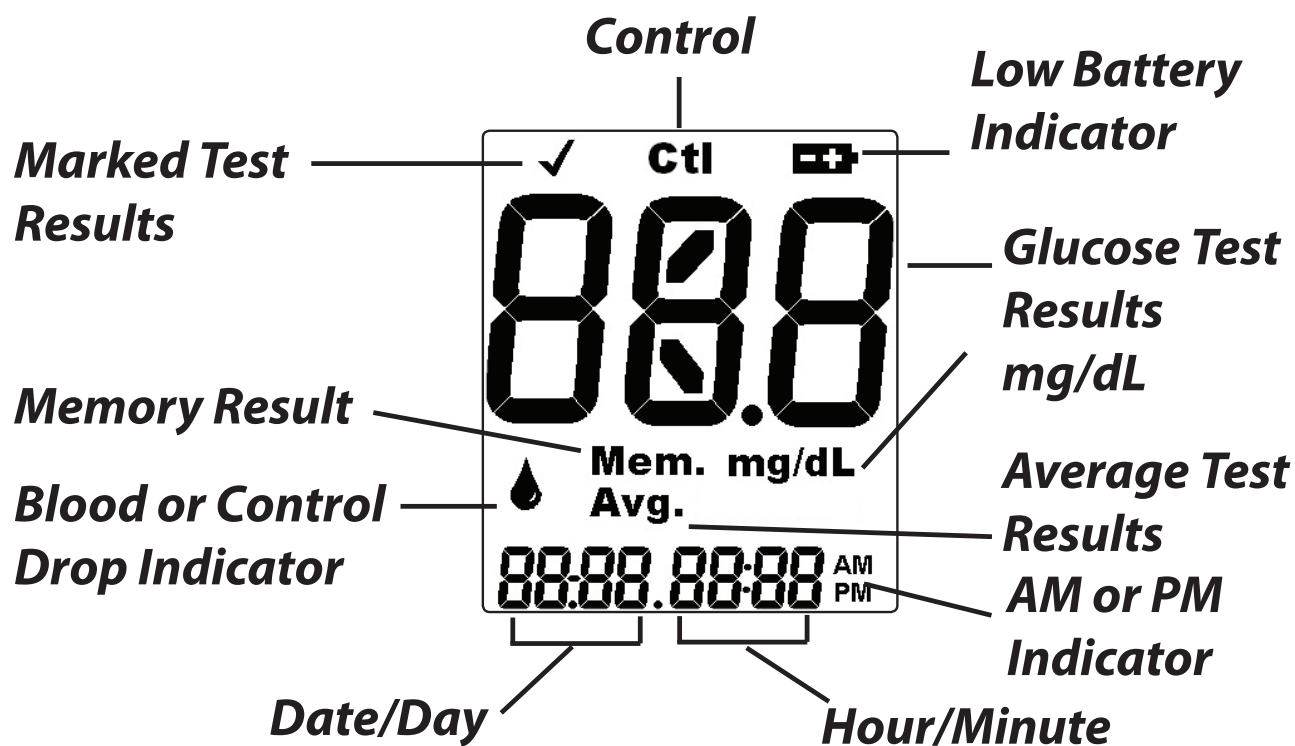 Control
Low Battery
Indicator
Marked Test
Results
Ctl
88.8
Glucose Test
Results
mg/dL
Memory Result
Mem. mg/dL
Avg.
Average Test
Results
Blood or Control
Drop Indicator
88-88.88:88 AM
PM
AM or PM
Indicator
Date/Day
Hour/Minute